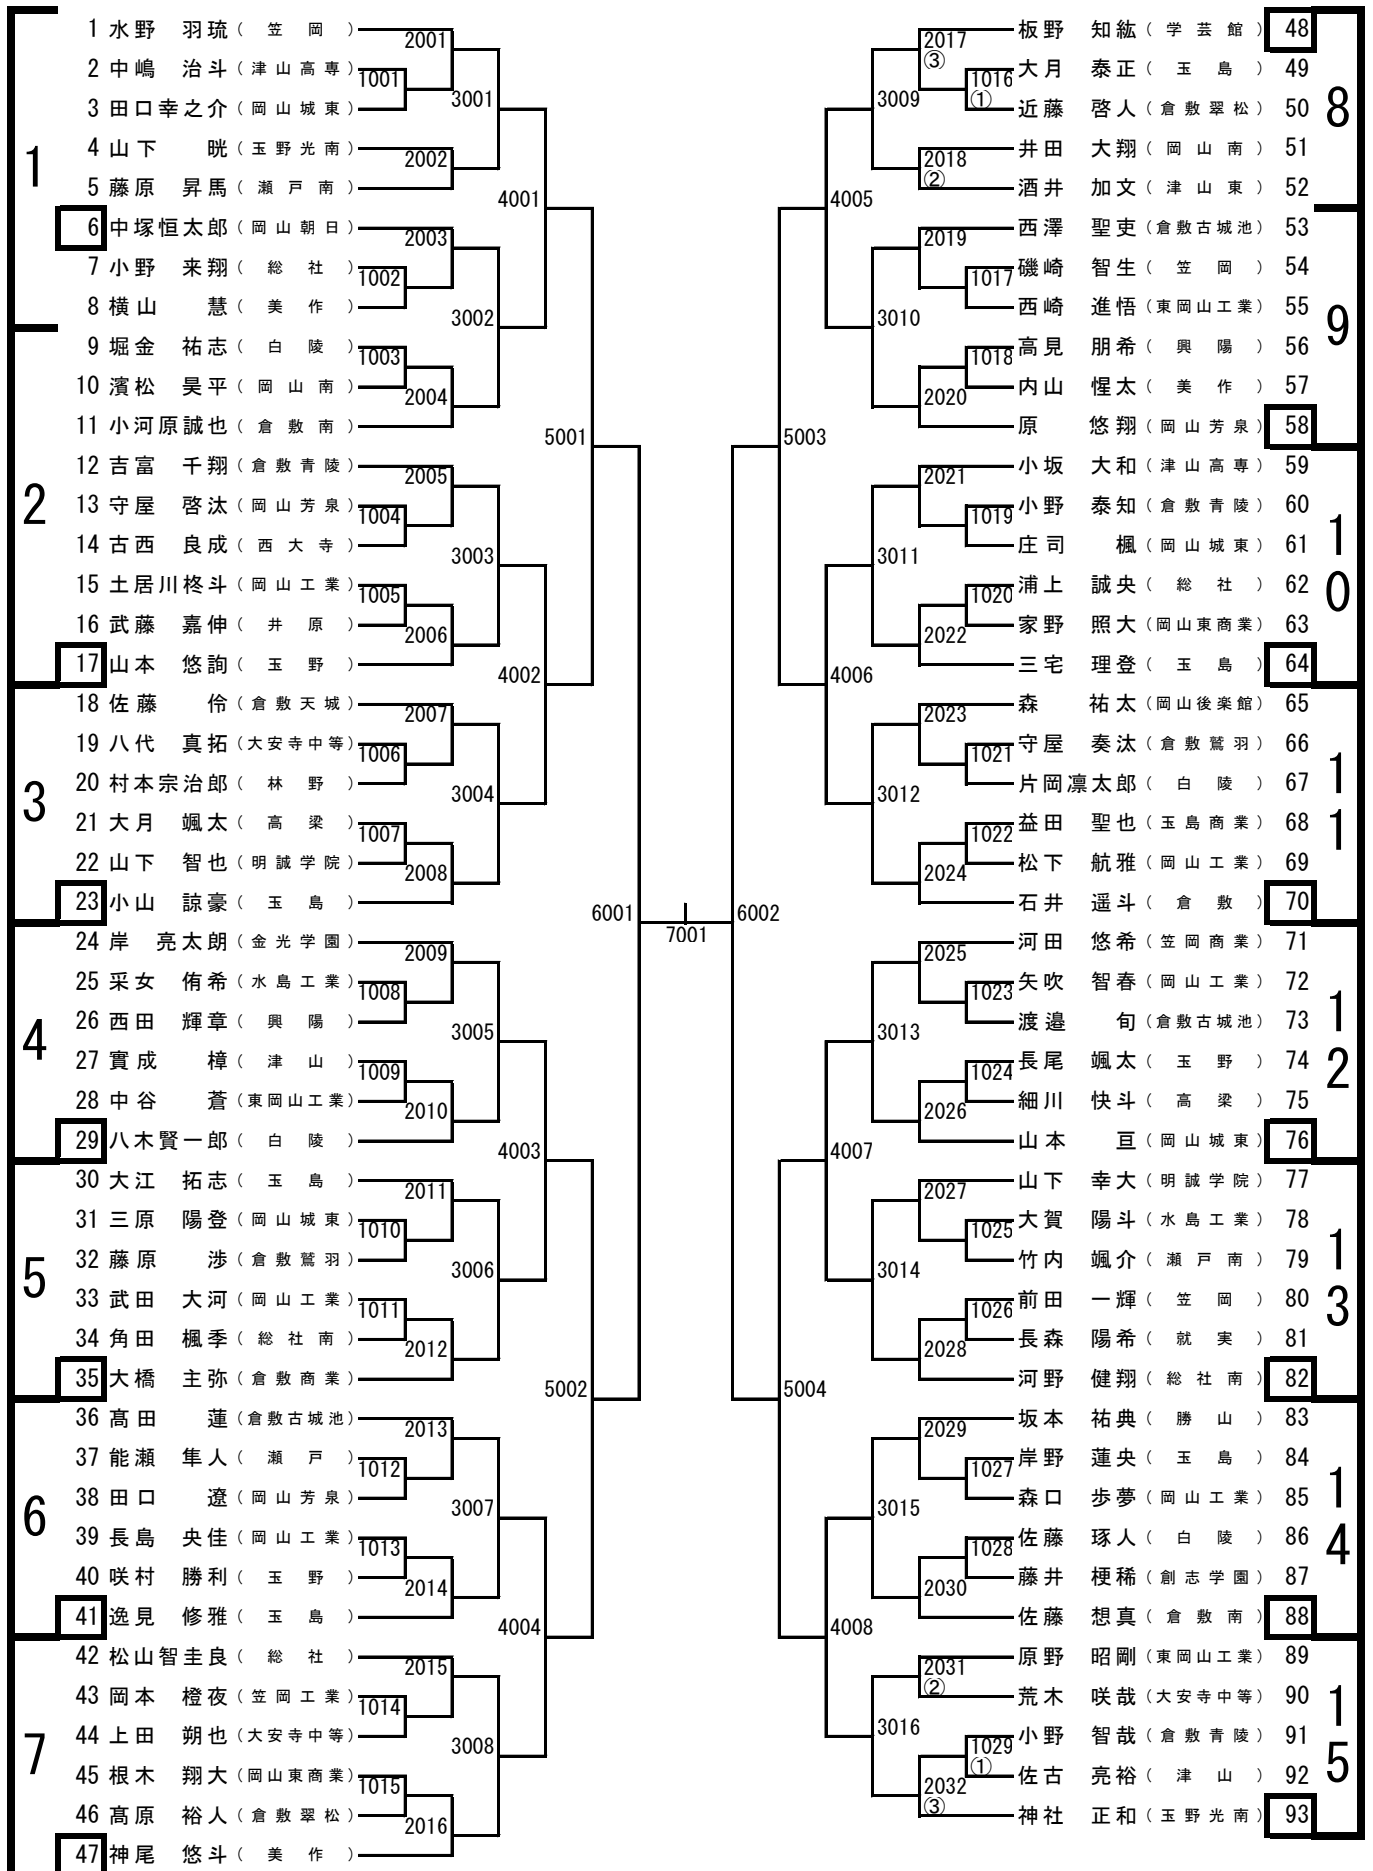 1
1 水野 羽琉 (笠岡)
2 中嶋 治斗 (津山高専)
3 田口幸之介 (岡山城東)
4 山下 晄 (玉野光南)
5 藤原 昇馬 (瀬戸南)
6 中塚恒太郎 (岡山朝日)
7 小野 来翔 (総社)
8 横山 慧 (美作)
2
9 堀金 祐志 (白陵)
10 濱松 昊平 (岡山南)
11 小河原誠也 (倉敷南)
12 吉富 千翔 (倉敷青陵)
13 守屋 啓汰 (岡山芳泉)
14 古西 良成 (西大寺)
15 土居川柊斗 (岡山工業)
16 武藤 嘉伸 (井原)
17 山本 悠詢 (玉野)
3
18 佐藤 伶 (倉敷天城)
19 八代 真拓 (大安寺中等)
20 村本宗治郎 (林野)
21 大月 颯太 (高梁)
22 山下 智也 (明誠学院)
23 小山 諒豪 (玉島)
4
24 岸 亮太朗 (金光学園)
25 采女 侑希 (水島工業)
26 西田 輝章 (興陽)
27 實成 樟 (津山)
28 中谷 蒼 (東岡山工業)
29 八木賢一郎 (白陵)
5
30 大江 拓志 (玉島)
31 三原 陽登 (岡山城東)
32 藤原 渉 (倉敷鷲羽)
33 武田 大河 (岡山工業)
34 角田 楓季 (総社南)
35 大橋 主弥 (倉敷商業)
6
36 髙田 蓮 (倉敷古城池)
37 能瀬 隼人 (瀬戸)
38 田口 遼 (岡山芳泉)
39 長島 央佳 (岡山工業)
40 咲村 勝利 (玉野)
41 逸見 修雅 (玉島)
7
42 松山智圭良 (総社)
43 岡本 橙夜 (笠岡工業)
44 上田 朔也 (大安寺中等)
45 根木 翔大 (岡山東商業)
46 髙原 裕人 (倉敷翠松)
47 神尾 悠斗 (美作)
1001
1002
1003
1004
1005
1006
1007
1008
1009
1010
1011
1012
1013
1014
1015
2001
2002
2003
2004
2005
2006
2007
2008
2009
2010
2011
2012
2013
2014
2015
2016
3001
3002
3003
3004
3005
3006
3007
3008
4001
4002
4003
4004
5001
5002
6001
7001
6002
5003
5004
4005
4006
4007
4008
3009
3010
3011
3012
3013
3014
3015
3016
2017
③
2018
②
2019
2020
2021
2022
2023
2024
2025
2026
2027
2028
2029
2030
2031
②
2032
③
1016
①
1017
1018
1019
1020
1021
1022
1023
1024
1025
1026
1027
1028
1029
①
8
板野 知紘 (学芸館) 48
大月 泰正 (玉島) 49
近藤 啓人 (倉敷翠松) 50
井田 大翔 (岡山南) 51
酒井 加文 (津山東) 52
9
西澤 聖吏 (倉敷古城池) 53
磯崎 智生 (笠岡) 54
西崎 進悟 (東岡山工業) 55
高見 朋希 (興陽) 56
内山 惺太 (美作) 57
原 悠翔 (岡山芳泉) 58
10
小坂 大和 (津山高専) 59
小野 泰知 (倉敷青陵) 60
庄司 楓 (岡山城東) 61
浦上 誠央 (総社) 62
家野 照大 (岡山東商業) 63
三宅 理登 (玉島) 64
11
森 祐太 (岡山後楽館) 65
守屋 奏汰 (倉敷鷲羽) 66
片岡凛太郎 (白陵) 67
益田 聖也 (玉島商業) 68
松下 航雅 (岡山工業) 69
石井 遥斗 (倉敷) 70
12
河田 悠希 (笠岡商業) 71
矢吹 智春 (岡山工業) 72
渡邉 旬 (倉敷古城池) 73
長尾 颯太 (玉野) 74
細川 快斗 (高梁) 75
山本 亘 (岡山城東) 76
13
山下 幸大 (明誠学院) 77
大賀 陽斗 (水島工業) 78
竹内 颯介 (瀬戸南) 79
前田 一輝 (笠岡) 80
長森 陽希 (就実) 81
河野 健翔 (総社南) 82
14
坂本 祐典 (勝山) 83
岸野 蓮央 (玉島) 84
森口 歩夢 (岡山工業) 85
佐藤 琢人 (白陵) 86
藤井 梗稀 (創志学園) 87
佐藤 想真 (倉敷南) 88
15
原野 昭剛 (東岡山工業) 89
荒木 咲哉 (大安寺中等) 90
小野 智哉 (倉敷青陵) 91
佐古 亮裕 (津山) 92
神社 正和 (玉野光南) 93